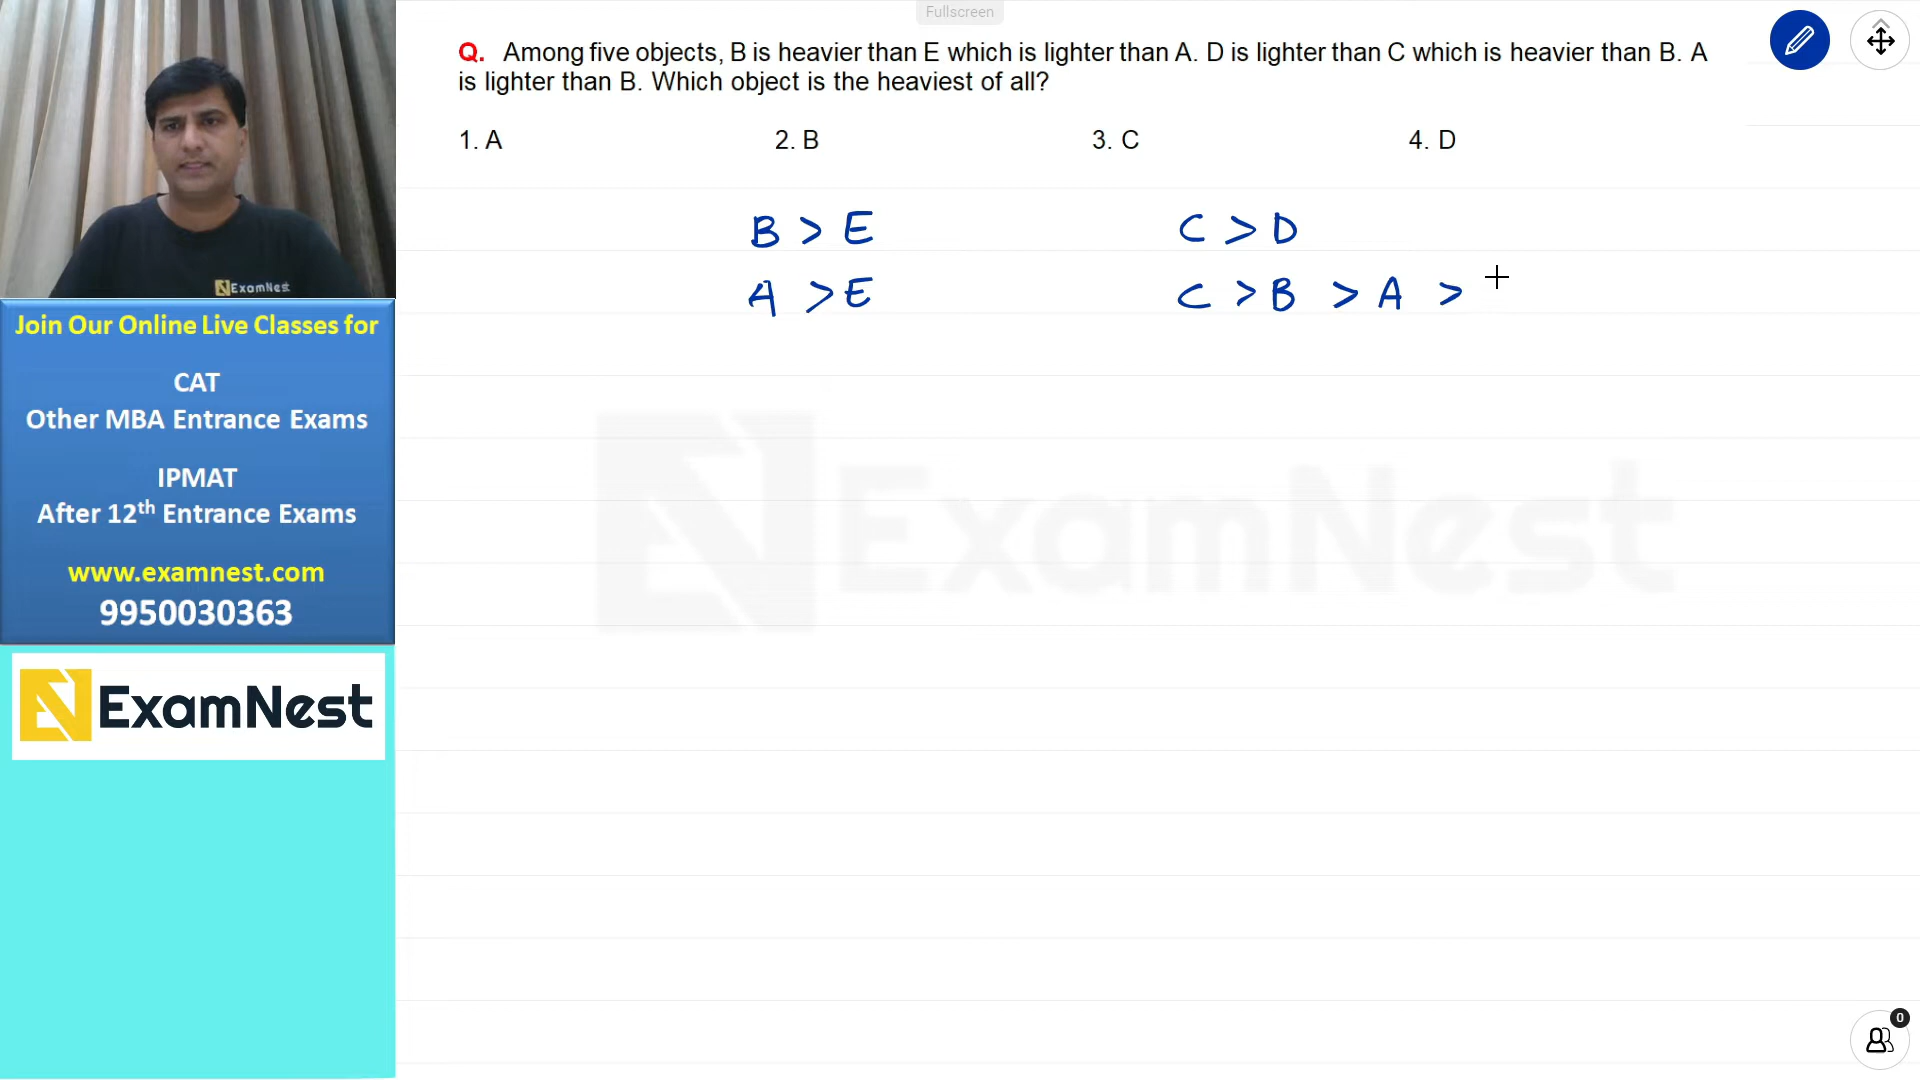 Fullscreen
Q. Among five objects, B is heavier than E which is lighter than A. D is lighter than C which is heavier than B. A
is lighter than B. Which object is the heaviest of all?
1. A 2. B 3. C 4. D
B > E C > D
A > E C > B > A >
ExamNest
Join Our Online Live Classes for
CAT
Other MBA Entrance Exams
IPMAT
After 12th Entrance Exams
www.examnest.com
9950030363
ExamNest
ExamNest
0